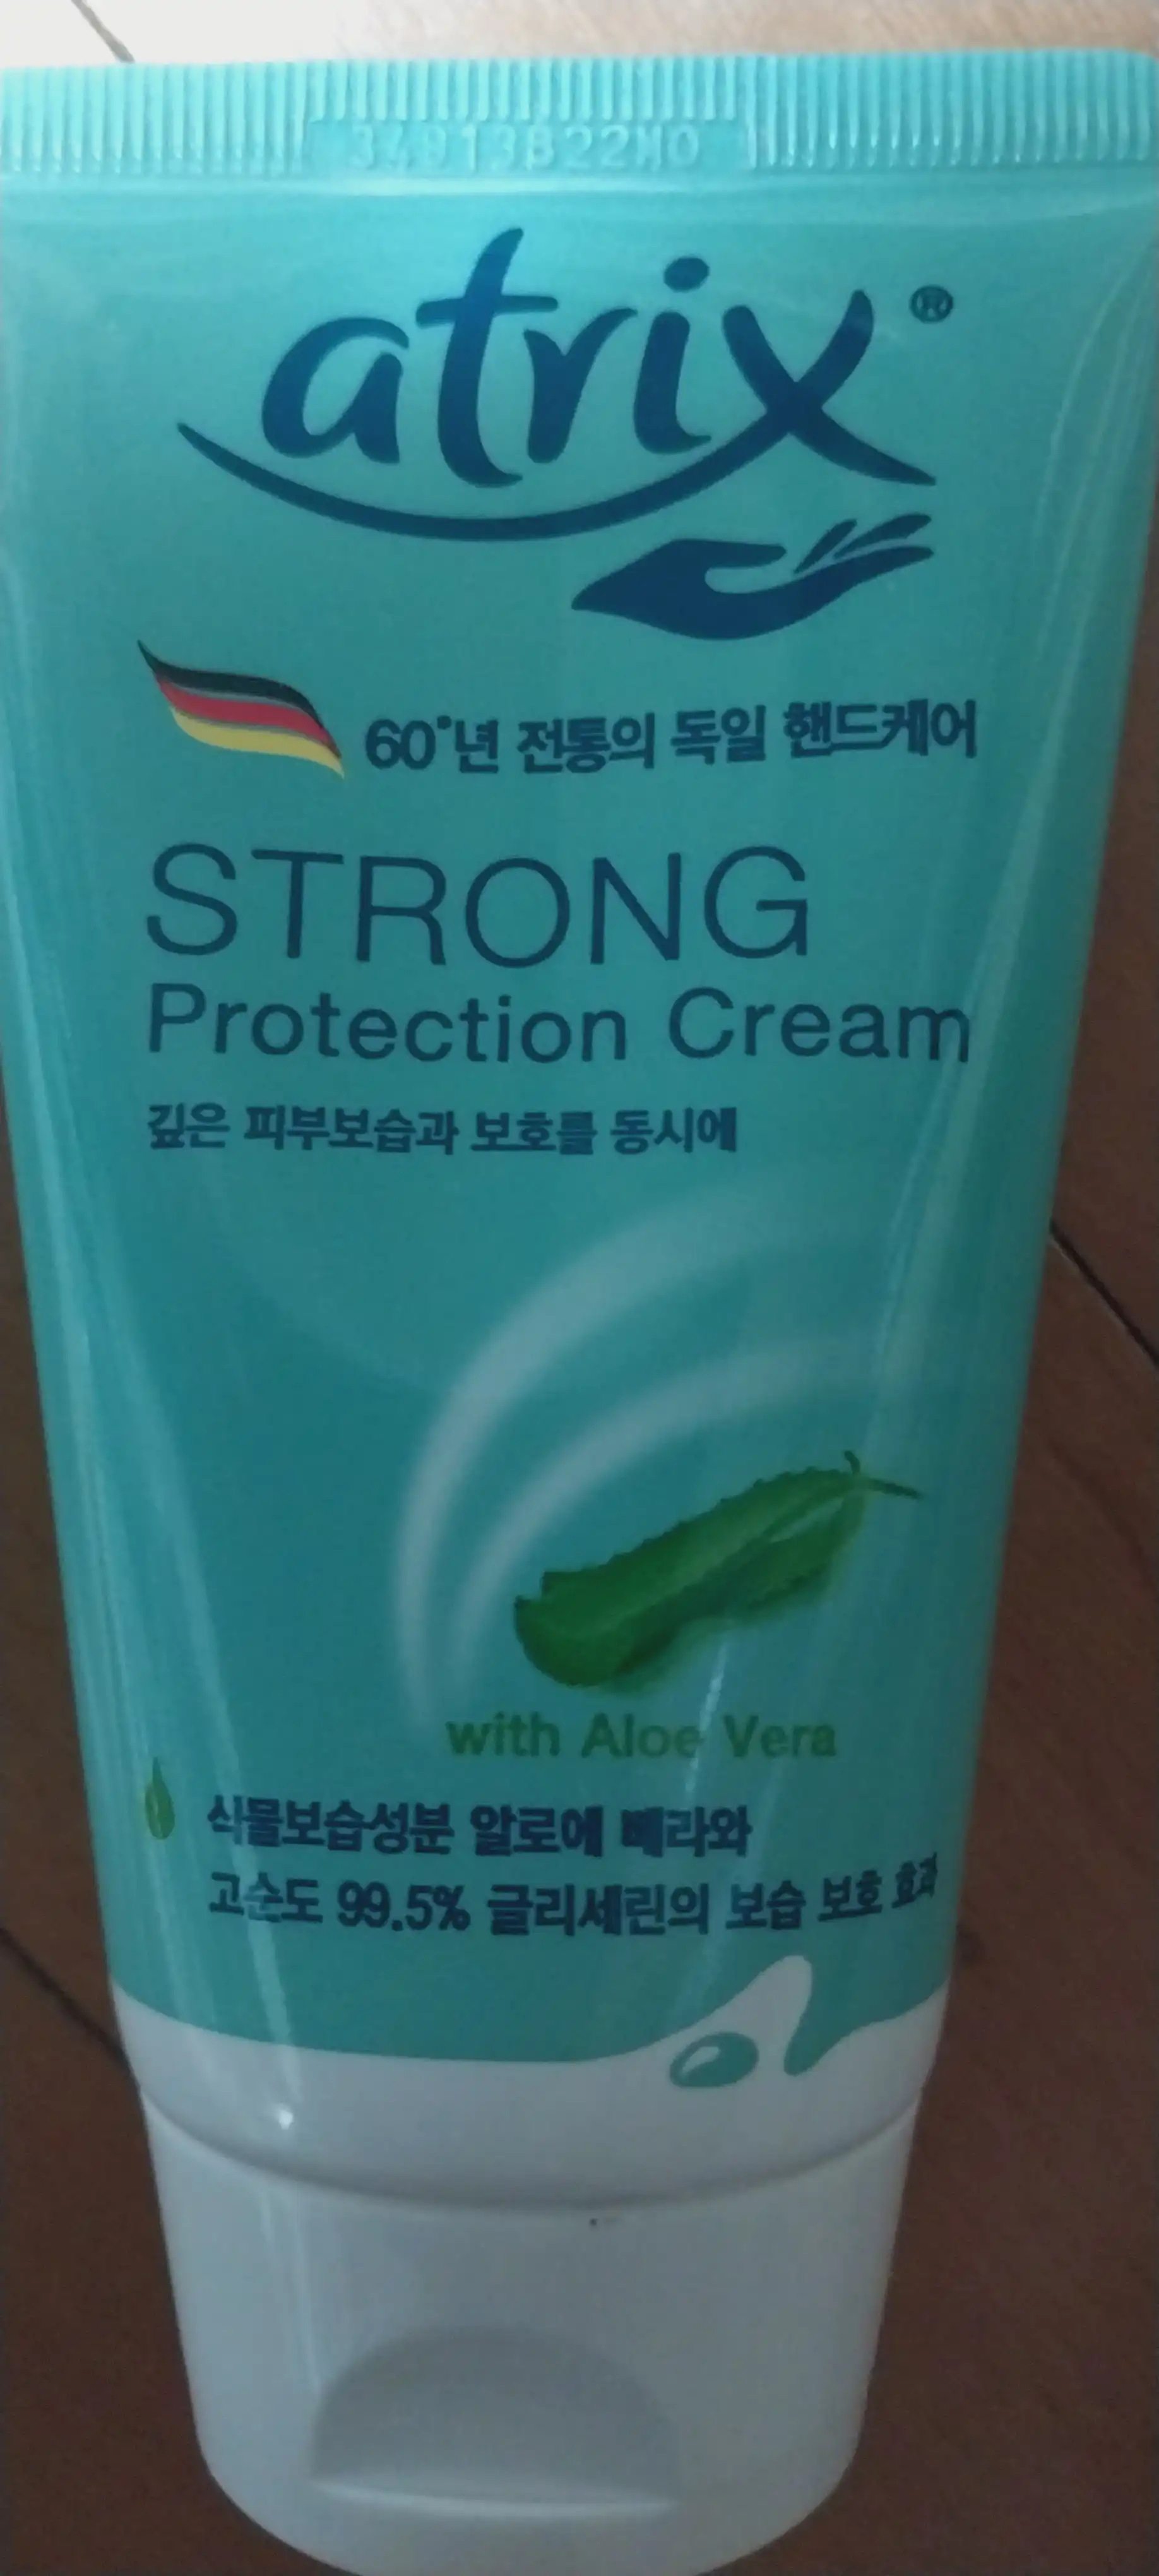 34913822M0
atrix®
60°년 전통의 독일 핸드케어
STRONG
Protection Cream
깊은 피부보습과 보호를 동시에
with Aloe Vera
식물보습성분 알로에 베라와
고순도 99.5% 글리세린의 보습 보호 효과